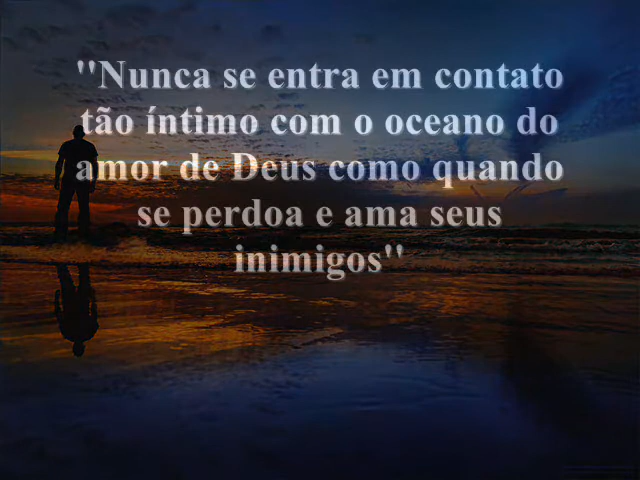 "Nunca se entra em contato
tão íntimo com o oceano do
amor de Deus como quando
se perdoa e ama seus
inimigos"